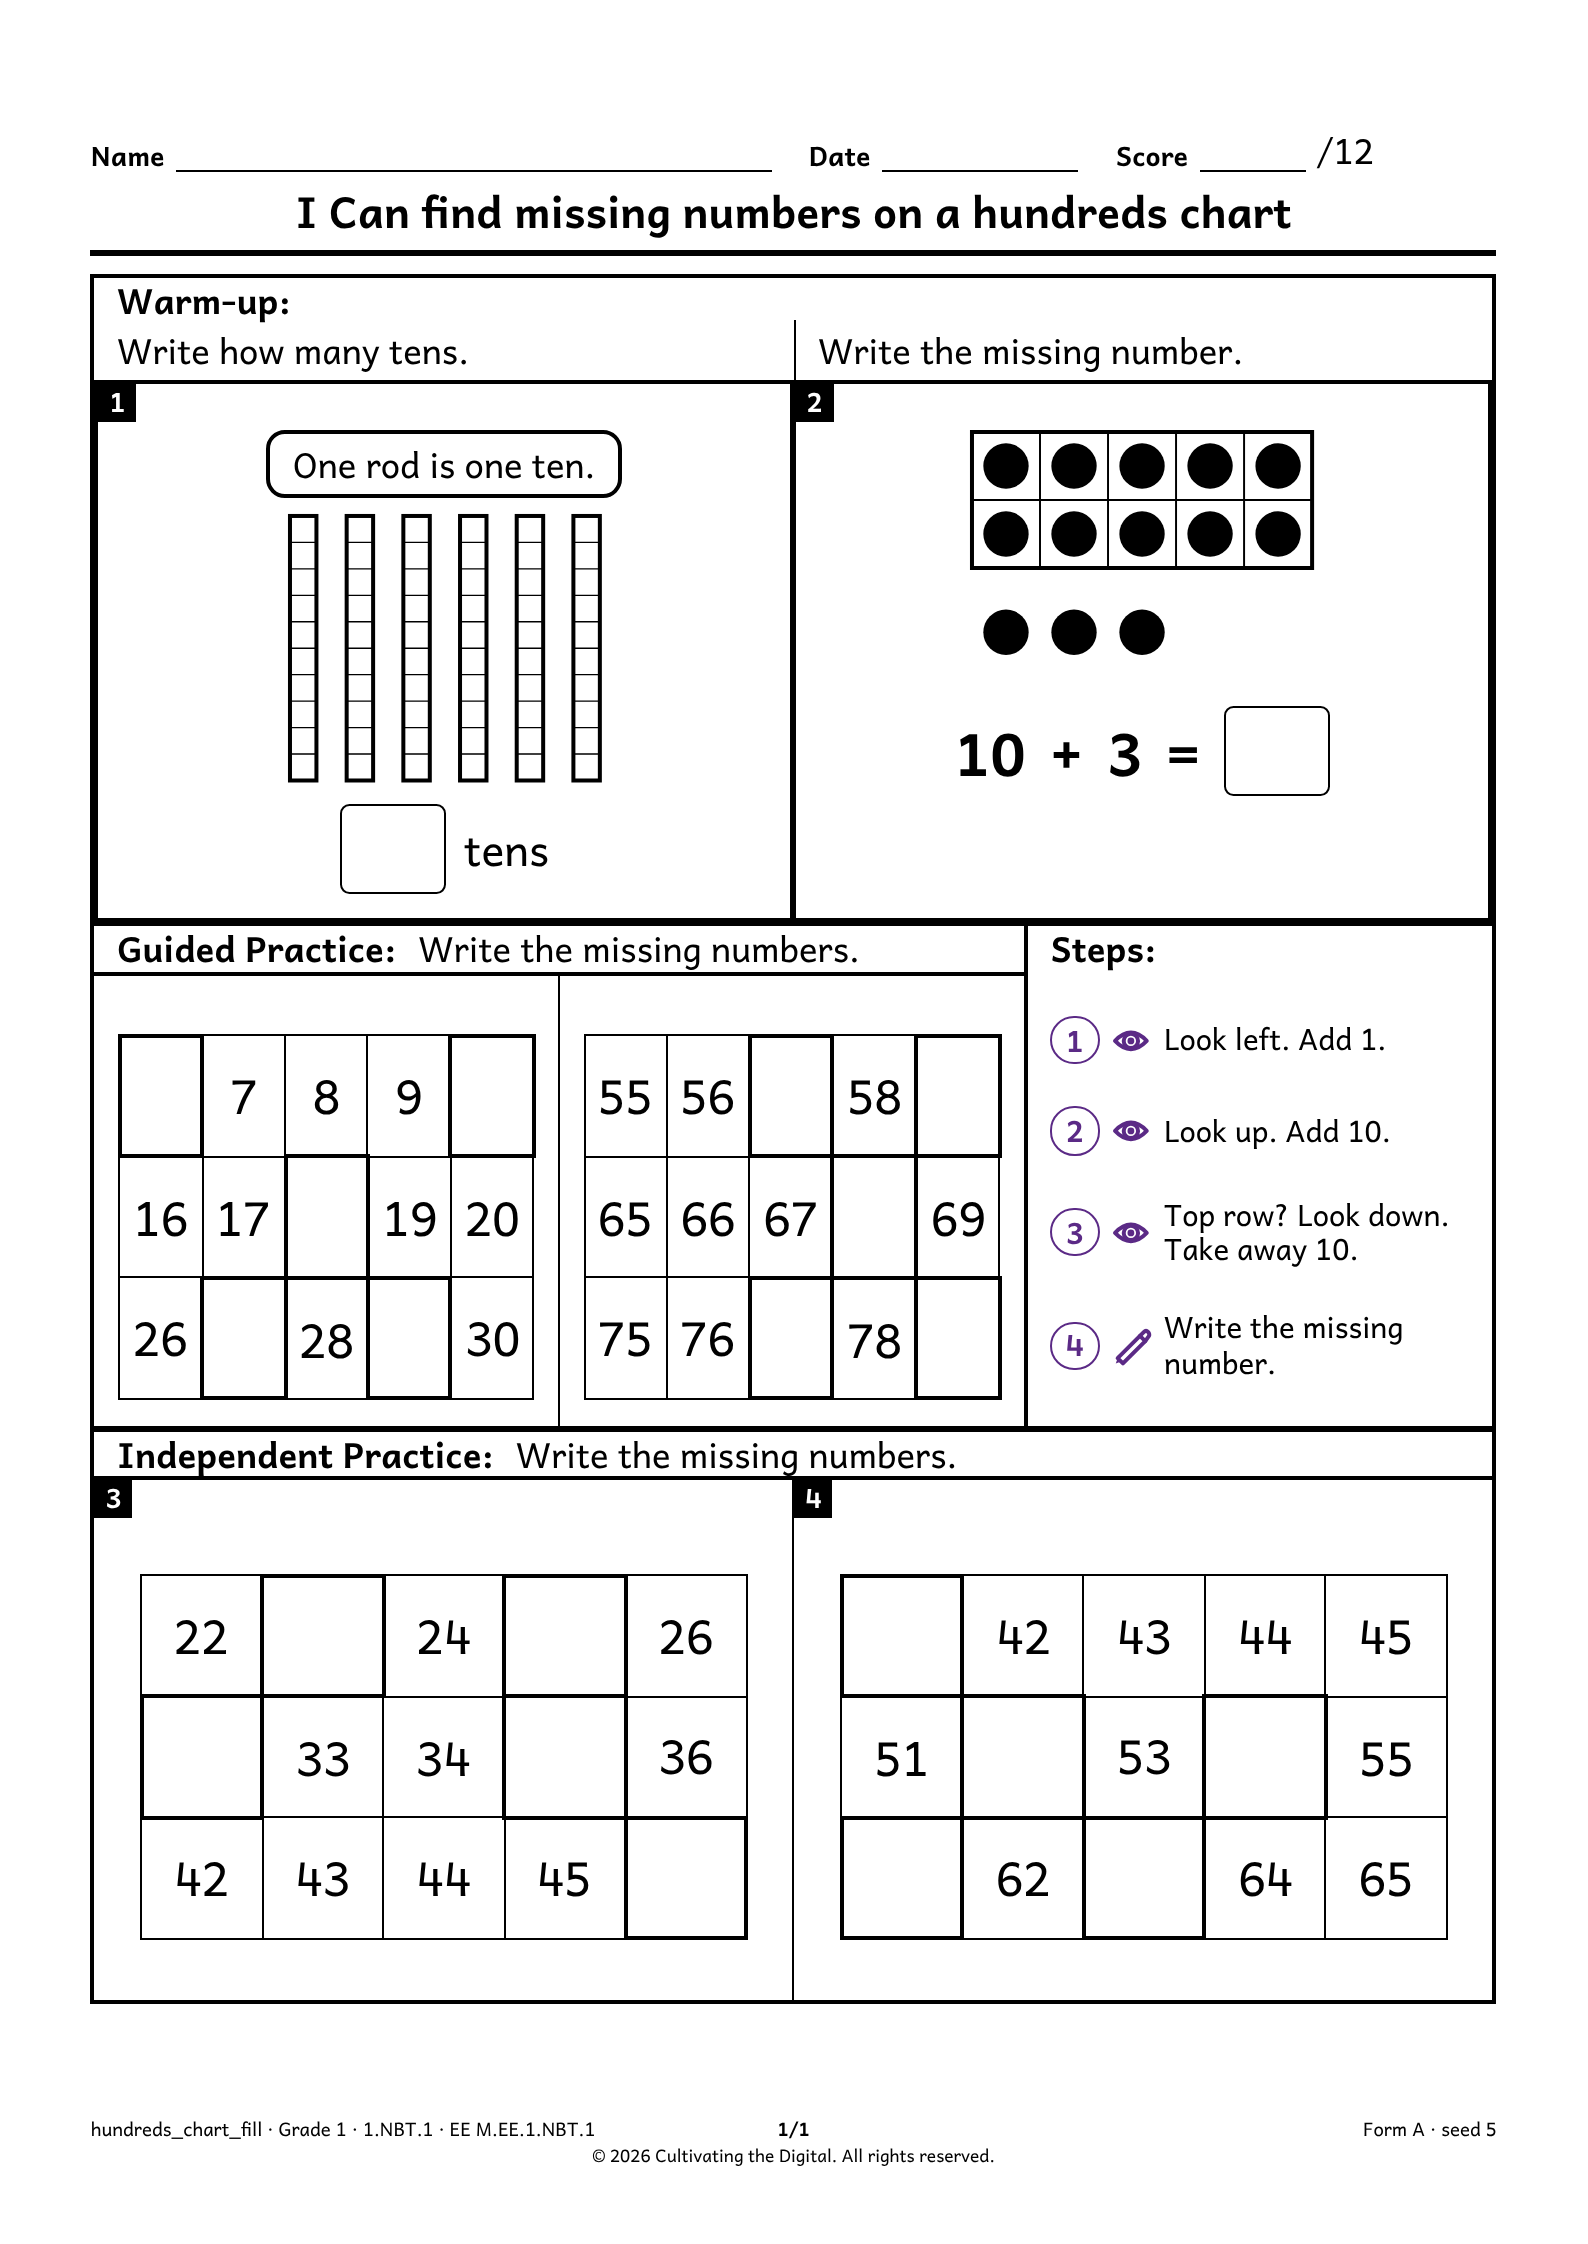 Name Date Score /12
I Can find missing numbers on a hundreds chart
Warm-up:
Write how many tens.
Write the missing number.
1
One rod is one ten.
tens
2
10 + 3 =
Guided Practice: Write the missing numbers.
7 8 9
16 17 19 20
26 28 30
55 56 58
65 66 67 69
75 76 78
Steps:
1 Look left. Add 1.
2 Look up. Add 10.
3 Top row? Look down.
Take away 10.
4 Write the missing
number.
Independent Practice: Write the missing numbers.
3
22 24 26
33 34 36
42 43 44 45
4
42 43 44 45
51 53 55
62 64 65
hundreds_chart_fill · Grade 1 · 1.NBT.1 · EE M.EE.1.NBT.1 1/1 Form A · seed 5
© 2026 Cultivating the Digital. All rights reserved.